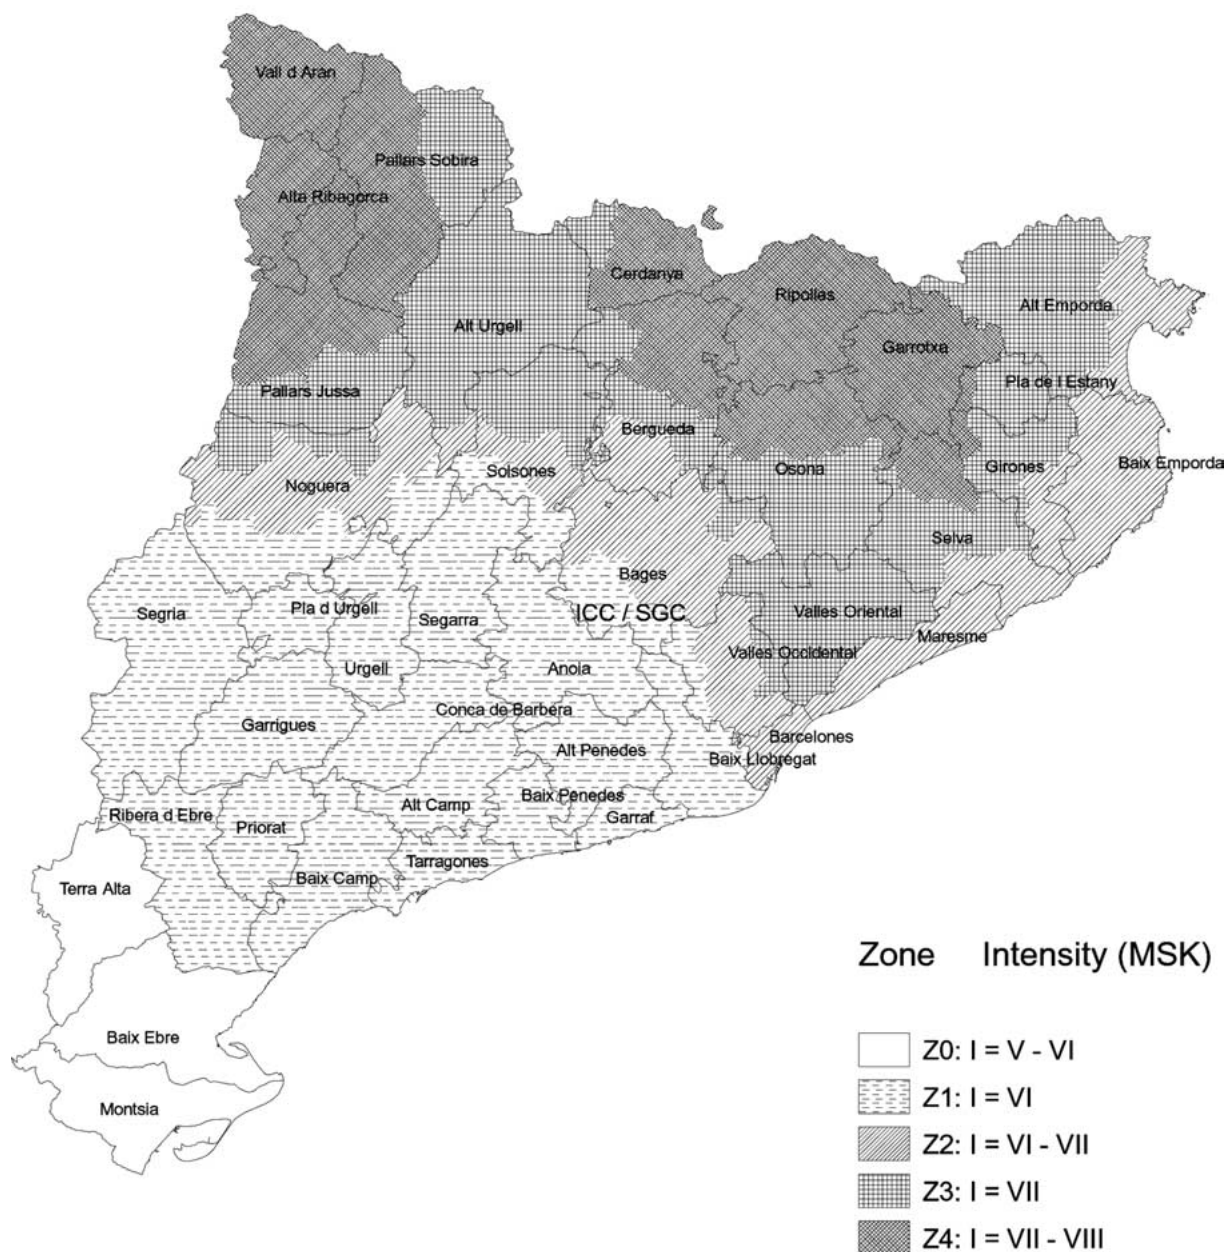 Vall d Aran
Pallars Sobira
Alta Ribagorca
Cerdanya
Ripolles
Alt Emporda
Alt Urgell
Garrotxa
Pallars Jussa
Pla de l Estany
Bergueda
Solsones
Osona
Girones
Baix Emporda
Noguera
Selva
Bages
Segria
Pla d Urgell
Segarra
ICC / SGC
Valles Oriental
Maresme
Urgell
Anoia
Valles Occidental
Garrigues
Conca de Barbera
Barcelones
Alt Penedes
Baix Llobregat
Ribera d Ebre
Priorat
Alt Camp
Baix Penedes
Garraf
Tarragones
Terra Alta
Baix Camp
Baix Ebre
Montsia
Zone Intensity (MSK)
Z0: I = V - VI
Z1: I = VI
Z2: I = VI - VII
Z3: I = VII
Z4: I = VII - VIII